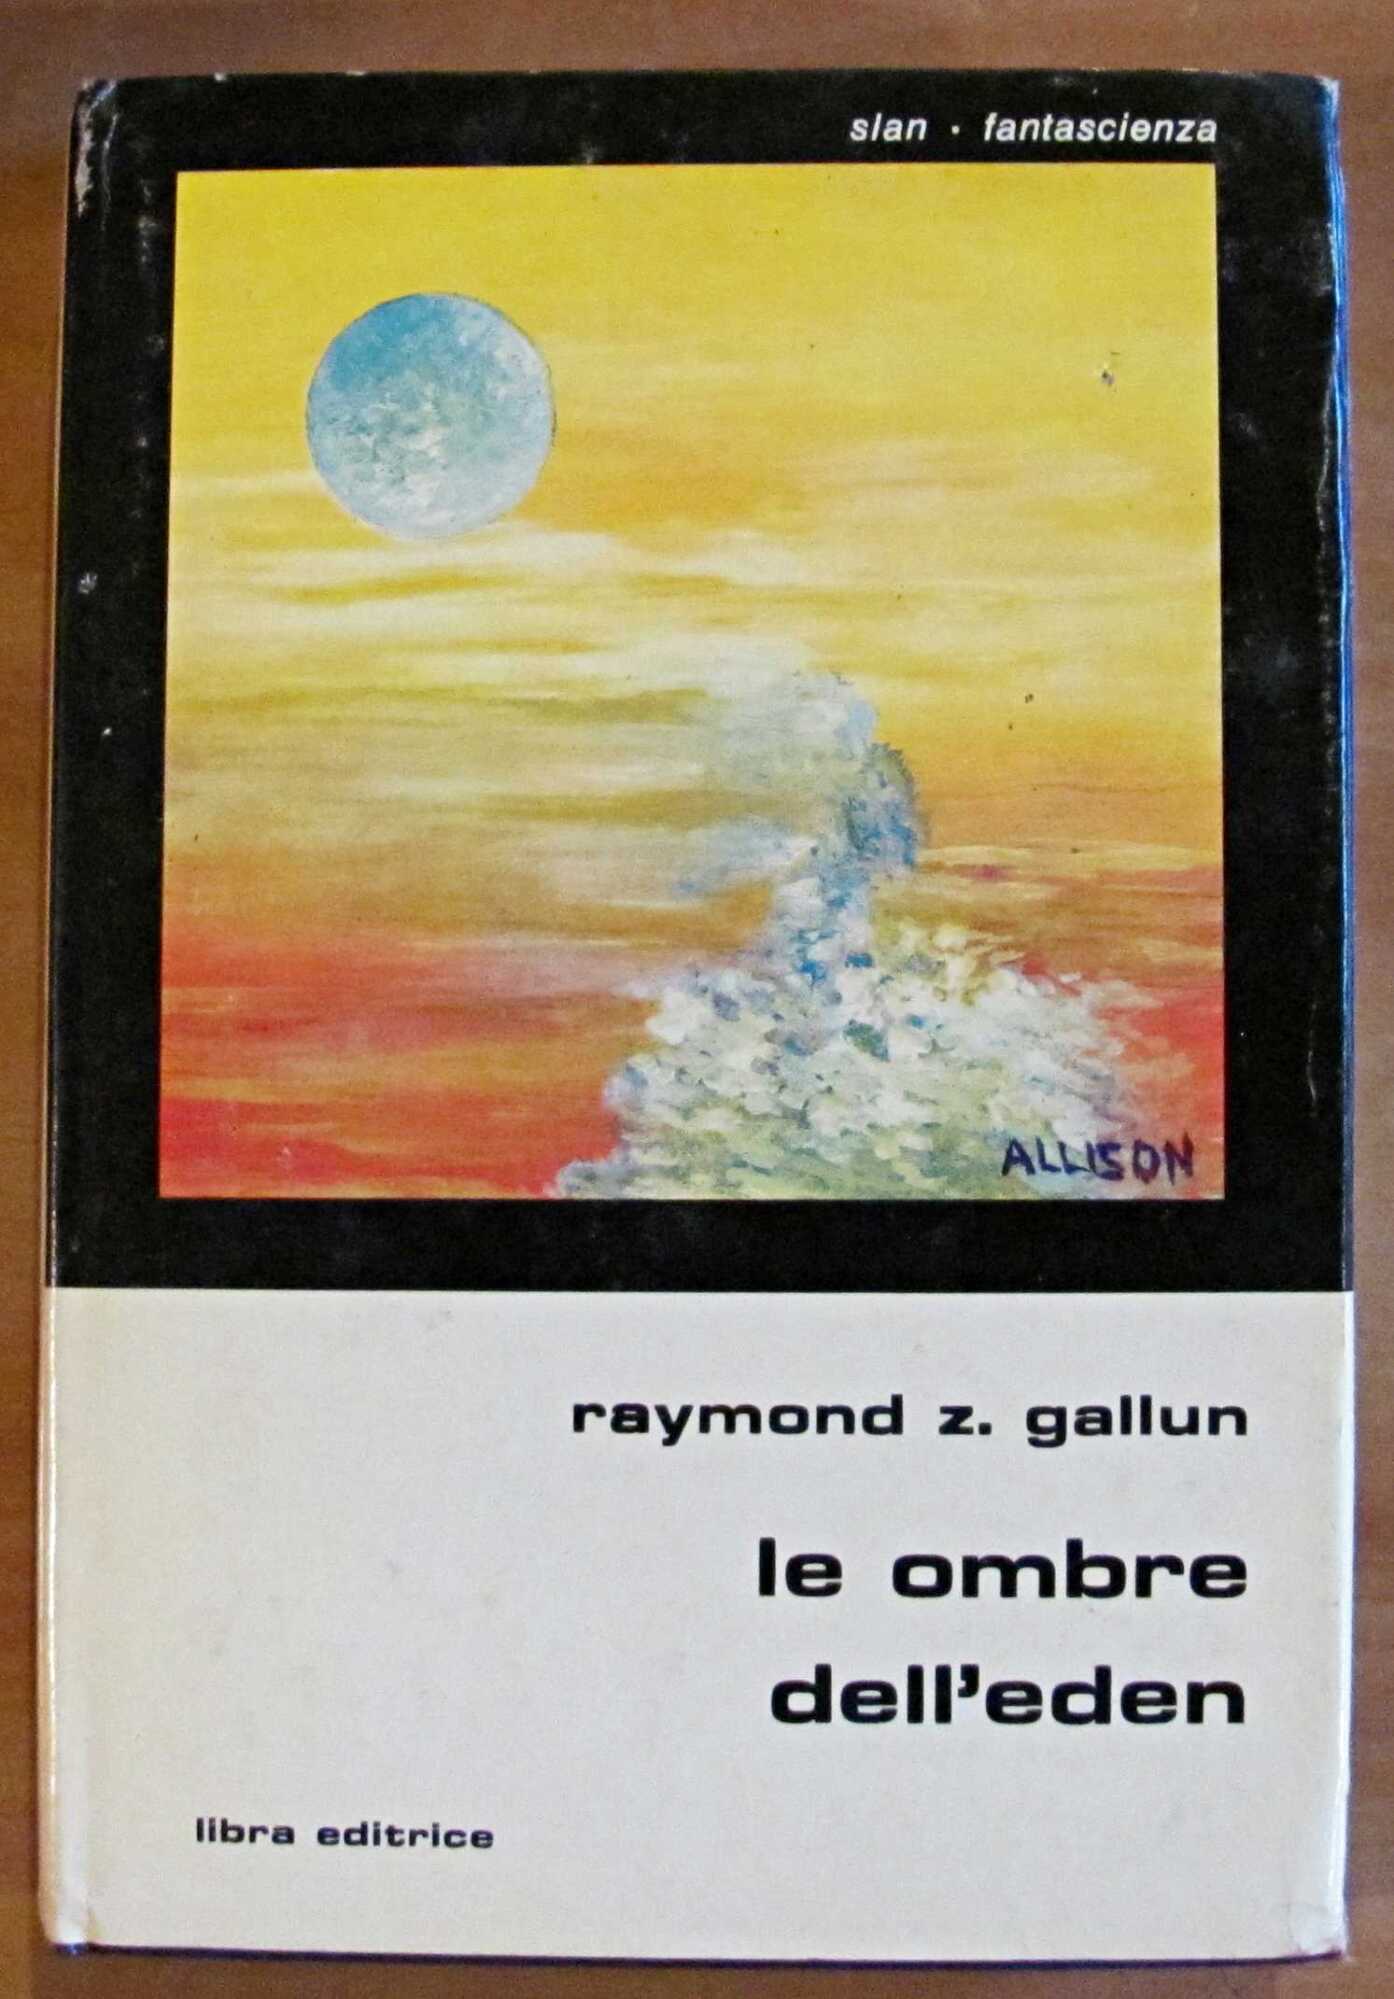 slan · fantascienza
ALLISON
raymond z. gallun
le ombre
dell'eden
libra editrice